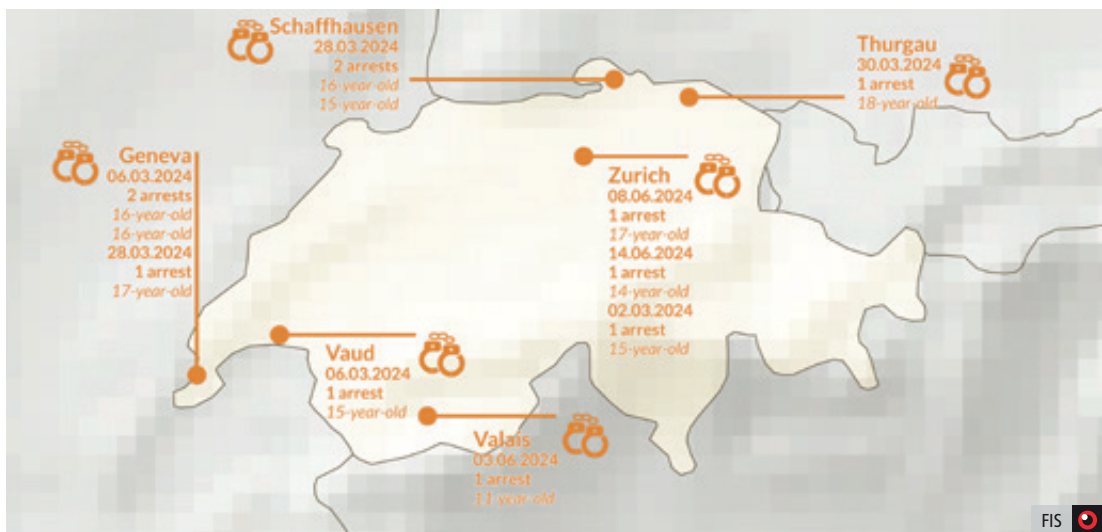 Schaffhausen
28.03.2024
2 arrests
16-year-old
15-year-old
Thurgau
30.03.2024
1 arrest
18-year-old
Geneva
06.03.2024
2 arrests
16-year-old
16-year-old
28.03.2024
1 arrest
17-year-old
Zurich
08.06.2024
1 arrest
17-year-old
14.06.2024
1 arrest
14-year-old
02.03.2024
1 arrest
15-year-old
Vaud
06.03.2024
1 arrest
15-year-old
Valais
03.06.2024
1 arrest
11-year-old
FIS